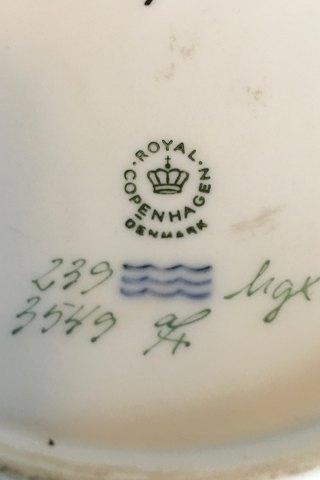 ROYAL
COPENHAGEN
DENMARK
239
3549